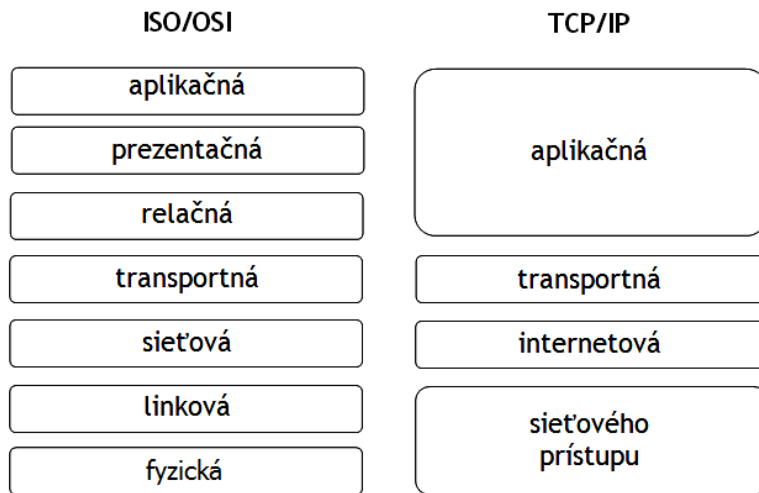 ISO/OSI
aplikačná
prezentačná
relačná
transportná
sieťová
linková
fyzická
TCP/IP
aplikačná
transportná
internetová
sieťového
prístupu